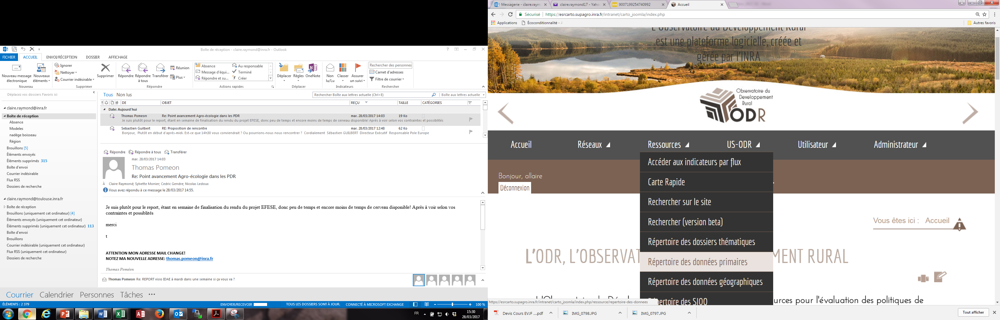 Boîte de réception - claire.raymond@inra.fr - Outlook
FICHIER ACCUEIL ENVOI/RÉCEPTION DOSSIER AFFICHAGE
Nouveau message électronique
Nouveaux éléments
Nouveau
Ignorer
Nettoyer
Courrier indésirable
Supprimer
Supprimer
Répondre
Répondre à tous
Transférer
Réunion
Plus
Répondre
Absence
Message d'équi...
Répondre et su...
Au responsable
Terminé
Créer
Actions rapides
Déplacer
Règles
OneNote
Déplacer
Non lu/Lu
Classer
Assurer un suivi
Indicateurs
Rechercher des personnes
Carnet d'adresses
Filtre de courrier
Rechercher
Déplacez vos dossiers Favoris ici
claire.raymond@inra.fr
Boîte de réception
Absence
Modeles
nadège boisseau
Région
Brouillons [5]
Éléments envoyés
Éléments supprimés 315
Boîte d'envoi
Courrier indésirable
Flux RSS
Dossiers de recherche
claire.raymond@toulouse.inra.fr
Boîte de réception
Brouillons (uniquement cet ordinateur) [4]
Éléments envoyés (uniquement cet ordinateur)
Éléments supprimés (uniquement cet ordinateur) 113
Boîte d'envoi
Brouillons
Courrier indésirable (uniquement cet ordinateur)
Flux RSS (uniquement cet ordinateur)
Dossiers de recherche
Tous Non lus
Rechercher Boîte aux lettres actuelle (Ctrl+E) Boîte aux lettres actuelle
DE OBJET REÇU TAILLE CATÉGORIES
Date: Aujourd'hui
Thomas Pomeon Re: Point avancement Agro-écologie dans les PDR mar. 28/03/2017 14:03 19 Ko
Je suis plutôt pour le report, étant en semaine de finalisation du rendu du projet EFESE, donc peu de temps et encore moins de temps de cerveau disponible! Après à voir selon vos contraintes et possiblités
Sebastien Guilbert RE: Proposition de rencontre mar. 28/03/2017 12:48 62 Ko
Bonjour, Plutôt en début d'après-midi. Est-ce que 14h30 vous conviendrait ? Ou pourrions-nous nous rencontrer ? Cordialement Sébastien GUILBERT Directeur Exécutif Responsable Pole Europe
Répondre Répondre à tous Transférer
mar. 28/03/2017 14:03
Thomas Pomeon
Re: Point avancement Agro-écologie dans les PDR
À Claire Raymond; Sylvette Monier; Cedric Gendre; Nicolas Ledoux
Vous avez répondu à ce message le 28/03/2017 14:55.
Je suis plutôt pour le report, étant en semaine de finalisation du rendu du projet EFESE, donc peu de temps et encore moins de temps de cerveau disponible! Après à voir selon vos
contraintes et possiblités
merci
t
ATTENTION MON ADRESSE MAIL CHANGE!
NOTEZ MA NOUVELLE ADRESSE: thomas.pomeon@inra.fr
Thomas Poméon
Thomas Pomeon Re: REPORT visio IDAE à mardi dans une semaine si ça vous va ?
Courrier Calendrier Personnes Tâches ...
ÉLÉMENTS : 2 379 ENVOYER/RECEVOIR TOUS LES DOSSIERS SONT À JOUR. CONNECTÉ À MICROSOFT EXCHANGE 100 %
FR 15:30
28/03/2017
Messagerie - claire.raym claire.raymond17 - Yaho 9007199254740992 Accueil
Sécurisé https://esrcarto.supagro.inra.fr/intranet/carto_joomla/index.php
Applications Écoconditionnalité - Autres favoris
L'Observatoire du Développement Rural
est une plateforme logicielle, créée et
gérée par l'INRA
Observatoire du
Developpement
Rural
ODR
Accueil Réseaux Ressources US-ODR Utilisateur Administrateur
Bonjour, allaire
Déconnexion
Accéder aux indicateurs par flux
Carte Rapide
Rechercher sur le site
Rechercher (version beta)
Répertoire des dossiers thématiques
Répertoire des données primaires
Répertoire des données géographiques
Répertoire des SIOO
Vous êtes ici : Accueil
L'ODR, L'OBSERVAT MENT RURAL
urces pour l'évaluation des politiques de
https://esrcarto.supagro.inra.fr/intranet/carto_joomla/index.php/ressource/repertoire-des-donnees
Devis Cours EVJF ....pdf IMG_0798.JPG IMG_0797.JPG Tout afficher